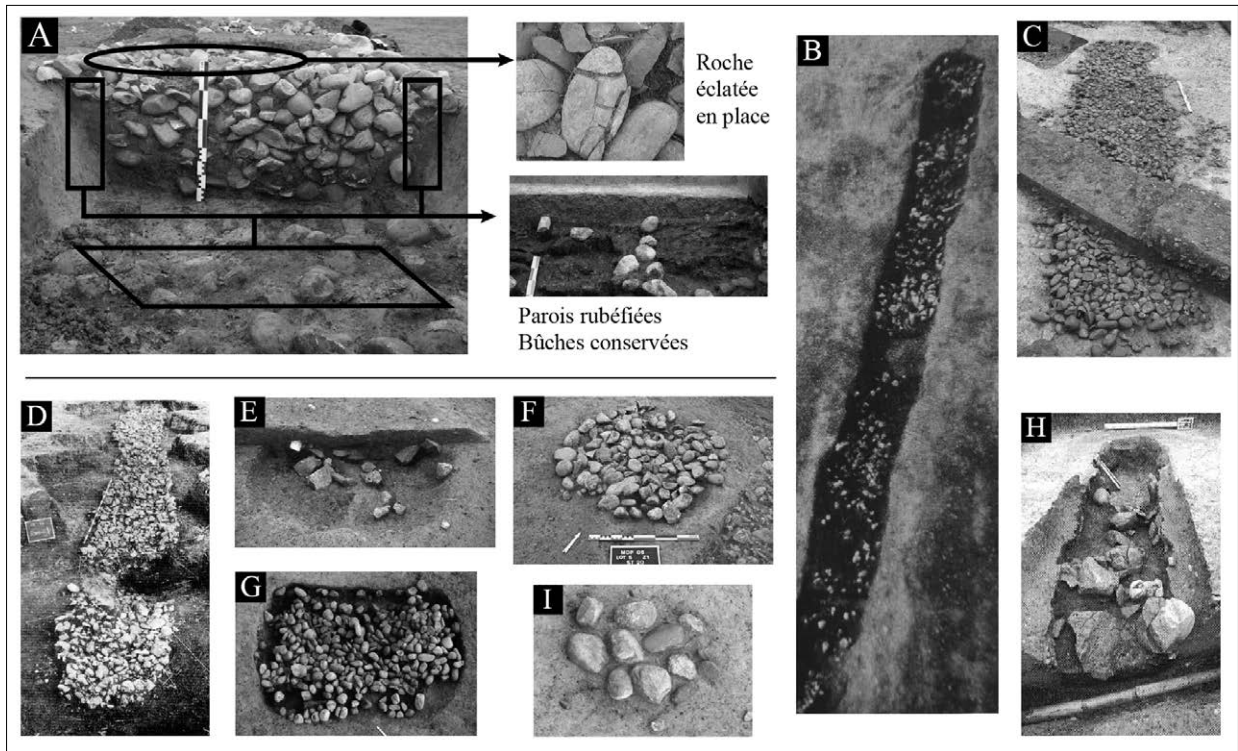 A
Roche
éclatée
en place
Parois rubéfiées
Bûches conservées
B
C
D
E
F
G
H
I